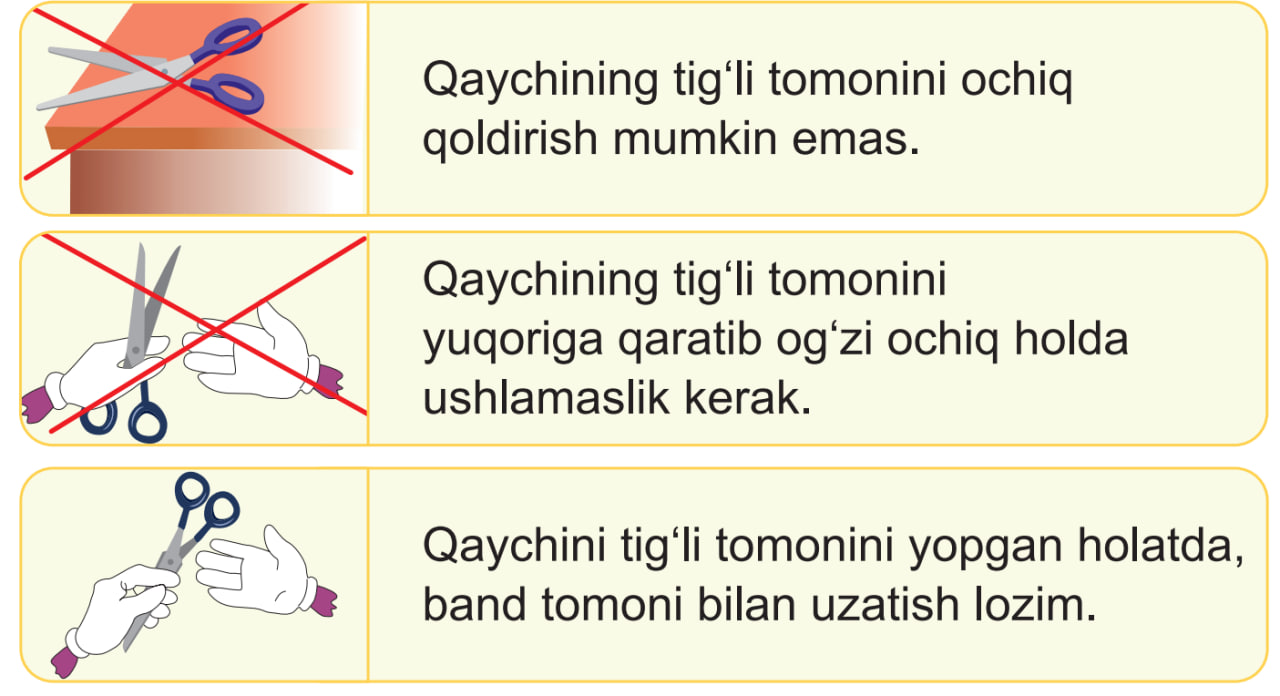 Qaychining tig‘li tomonini ochiq
qoldirish mumkin emas.
Qaychining tig‘li tomonini
yuqoriga qaratib og‘zi ochiq holda
ushlamaslik kerak.
Qaychini tig‘li tomonini yopgan holatda,
band tomoni bilan uzatish lozim.